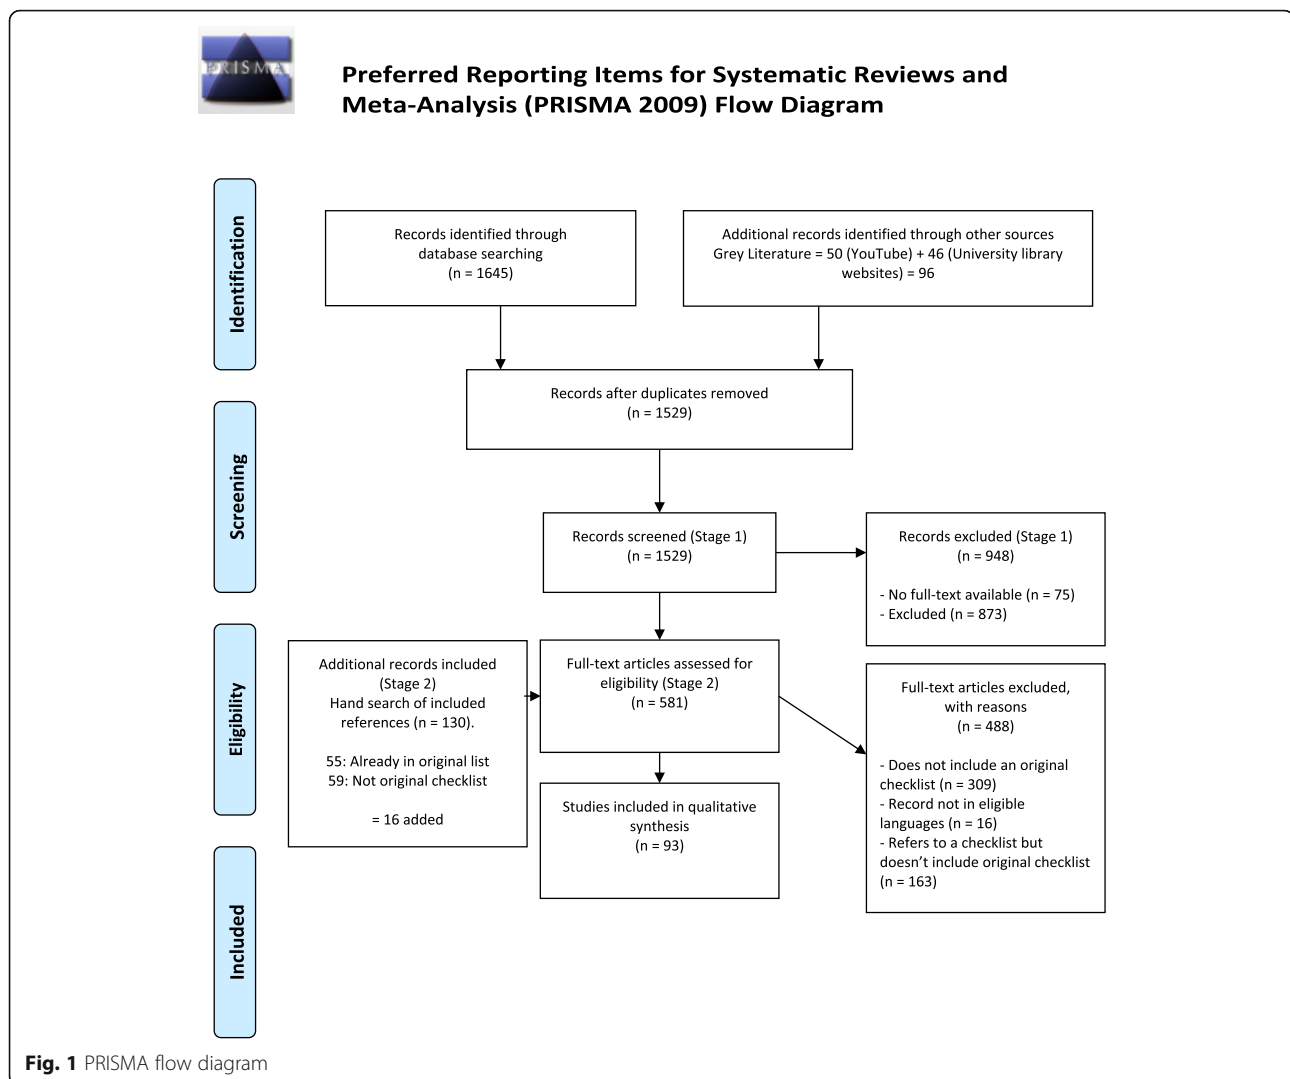 PRISMA
Preferred Reporting Items for Systematic Reviews and
Meta-Analysis (PRISMA 2009) Flow Diagram
Identification
Records identified through
database searching
(n = 1645)
Additional records identified through other sources
Grey Literature = 50 (YouTube) + 46 (University library
websites) = 96
Records after duplicates removed
(n = 1529)
Screening
Records screened (Stage 1)
(n = 1529)
Records excluded (Stage 1)
(n = 948)
- No full-text available (n = 75)
- Excluded (n = 873)
Eligibility
Additional records included
(Stage 2)
Hand search of included
references (n = 130).
55: Already in original list
59: Not original checklist
= 16 added
Full-text articles assessed for
eligibility (Stage 2)
(n = 581)
Full-text articles excluded,
with reasons
(n = 488)
- Does not include an original
checklist (n = 309)
- Record not in eligible
languages (n = 16)
- Refers to a checklist but
doesn't include original checklist
(n = 163)
Studies included in qualitative
synthesis
(n = 93)
Included
Fig. 1 PRISMA flow diagram